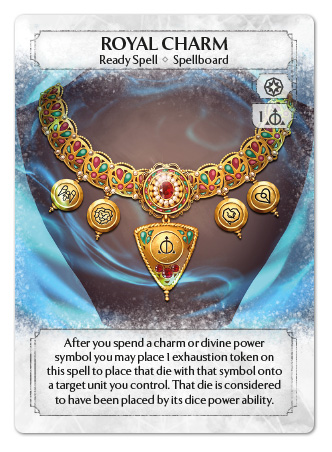 ROYAL CHARM
Ready Spell ◇ Spellboard
1
After you spend a charm or divine power
symbol you may place 1 exhaustion token on
this spell to place that die with that symbol onto
a target unit you control. That die is considered
to have been placed by its dice power ability.